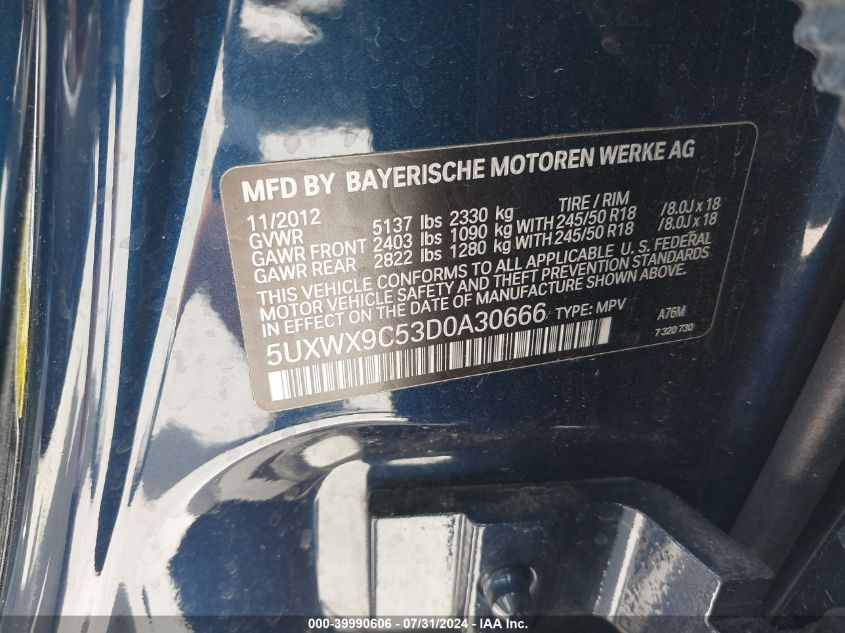 MFD BY BAYERISCHE MOTOREN WERKE AG
11/2012 TIRE / RIM
GVWR 5137 lbs 2330 kg
GAWR FRONT 2403 lbs 1090 kg WITH 245/50 R18 /8.0J x 18
GAWR REAR 2822 lbs 1280 kg WITH 245/50 R18 /8.0J x 18
THIS VEHICLE CONFORMS TO ALL APPLICABLE U.S. FEDERAL
MOTOR VEHICLE SAFETY AND THEFT PREVENTION STANDARDS
IN EFFECT ON THE DATE OF MANUFACTURE SHOWN ABOVE.
5UXWX9C53D0A30666 TYPE: MPV A76M
7 320 730
000-39990606 - 07/31/2024 - IAA Inc.